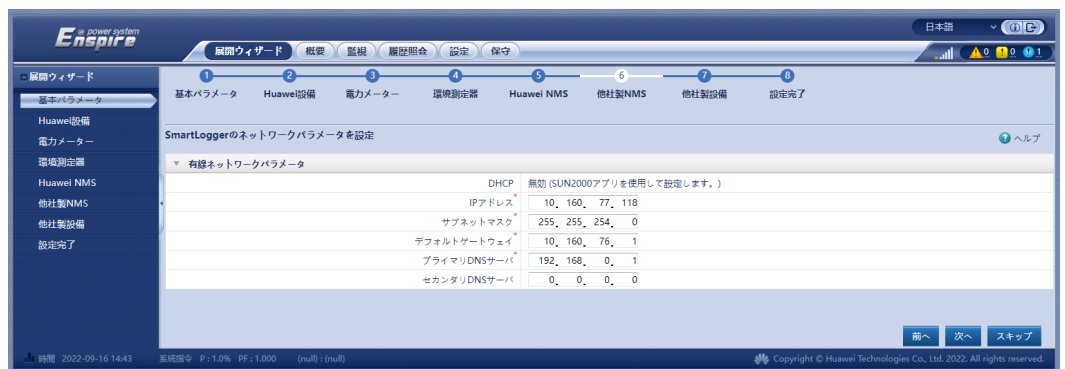 Enspire e power system
日本語
展開ウィザード 概要 監視 履歴照会 設定 保守
0 0 1
展開ウィザード
基本パラメータ
Huawei設備
電力メーター
環境測定器
Huawei NMS
他社製NMS
他社製設備
設定完了
1 2 3 4 5 6 7 8
基本パラメータ Huawei設備 電力メーター 環境測定器 Huawei NMS 他社製NMS 他社製設備 設定完了
SmartLoggerのネットワークパラメータを設定
ヘルプ
有線ネットワークパラメータ
DHCP 無効 (SUN2000アプリを使用して設定します。)
IPアドレス* 10. 160. 77. 118
サブネットマスク* 255. 255. 254. 0
デフォルトゲートウェイ* 10. 160. 76. 1
プライマリDNSサーバ* 192. 168. 0. 1
セカンダリDNSサーバ 0. 0. 0. 0
前へ 次へ スキップ
時間 2022-09-16 14:43 系統指令 P : 1.0% PF : 1.000 (null) : (null) Copyright © Huawei Technologies Co., Ltd. 2022. All rights reserved.